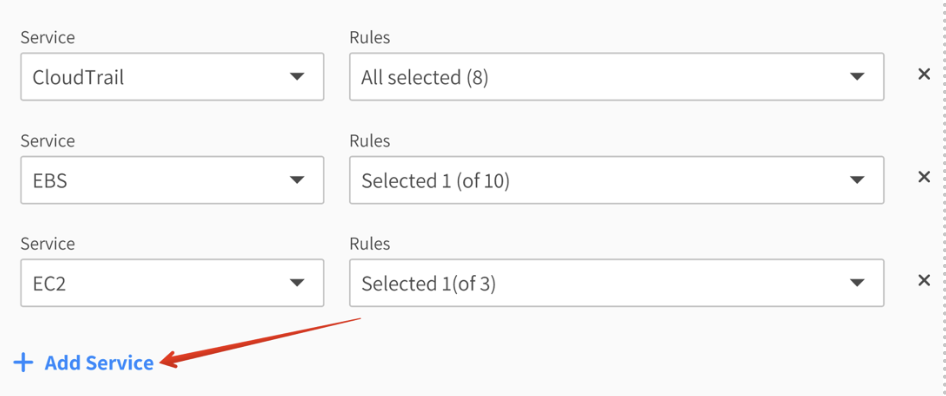 Service Rules
CloudTrail All selected (8)
Service Rules
EBS Selected 1 (of 10)
Service Rules
EC2 Selected 1(of 3)
+ Add Service